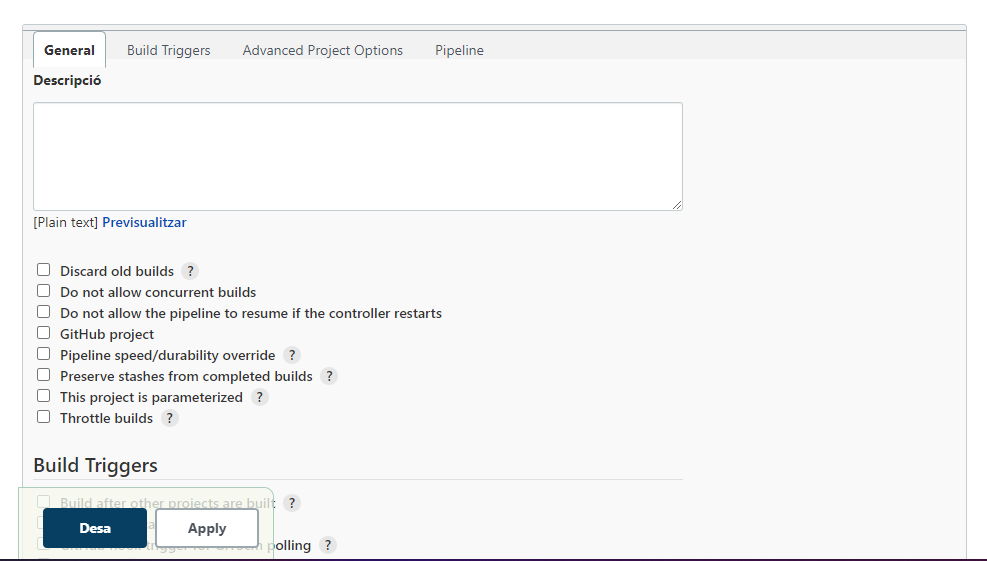 General Build Triggers Advanced Project Options Pipeline
Descripció
[Plain text] Previsualitzar
Discard old builds ?
Do not allow concurrent builds
Do not allow the pipeline to resume if the controller restarts
GitHub project
Pipeline speed/durability override ?
Preserve stashes from completed builds ?
This project is parameterized ?
Throttle builds ?
Build Triggers
Build after other projects are built ?
Desa Apply
polling ?